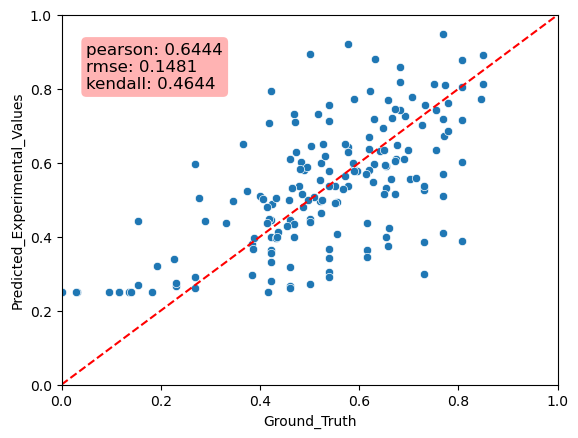 1.0
0.8
0.6
0.4
0.2
0.0
Predicted_Experimental_Values
pearson: 0.6444
rmse: 0.1481
kendall: 0.4644
0.0 0.2 0.4 0.6 0.8 1.0
Ground_Truth